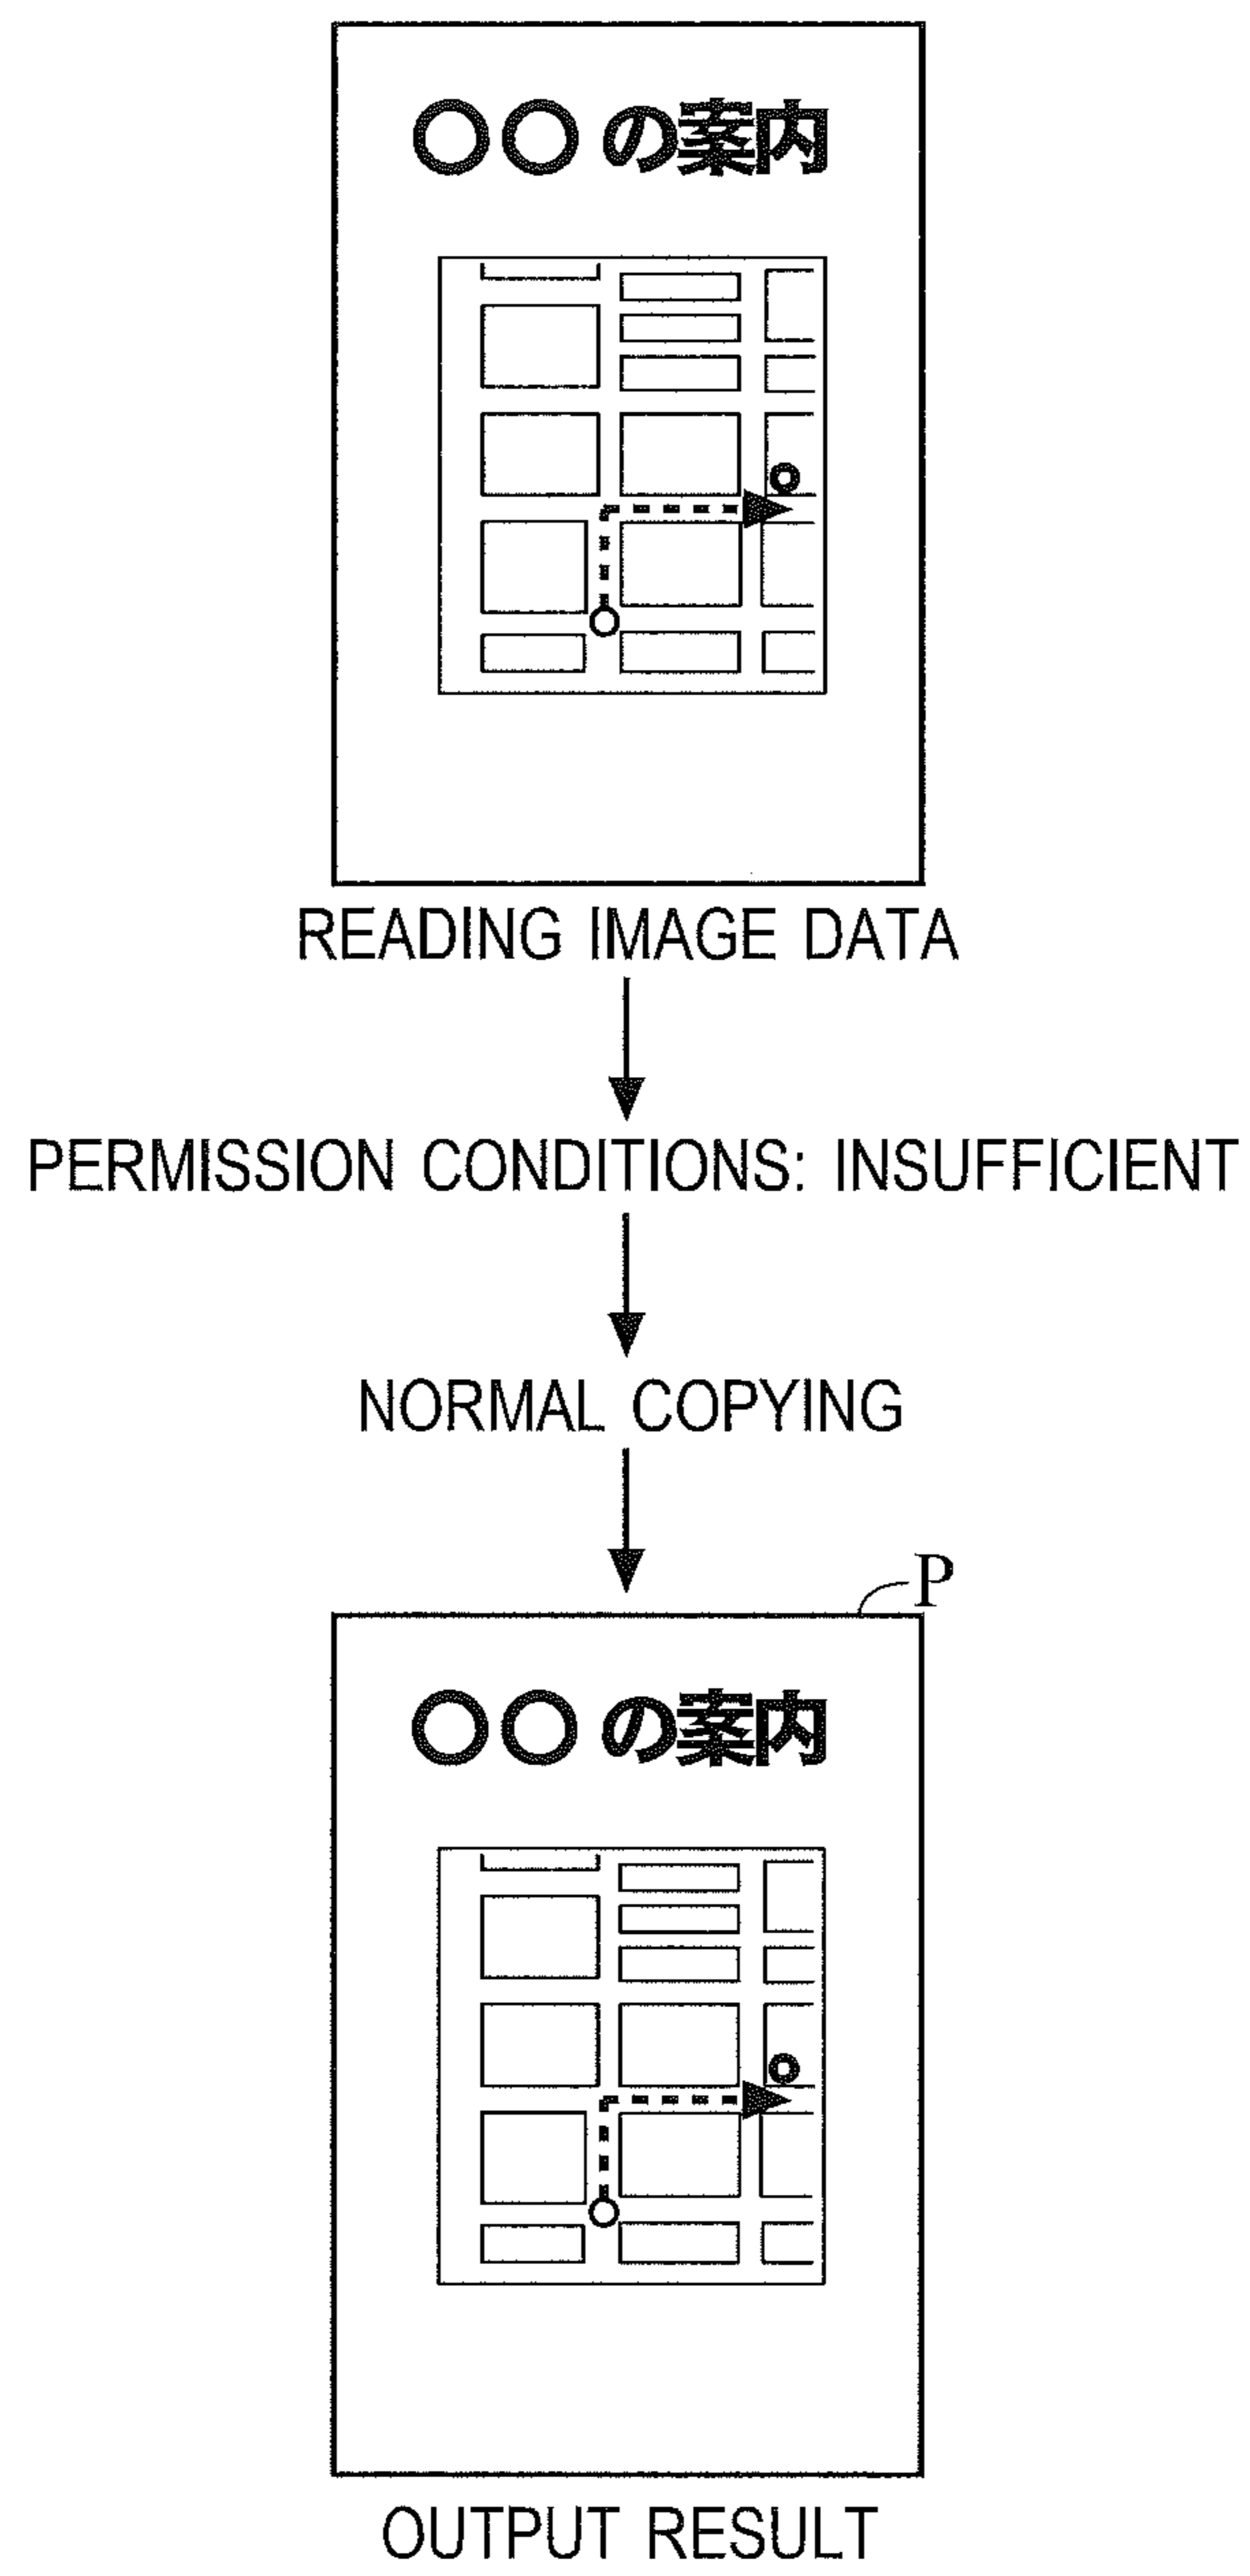 ○○の案内
READING IMAGE DATA
PERMISSION CONDITIONS: INSUFFICIENT
NORMAL COPYING
P
○○の案内
OUTPUT RESULT